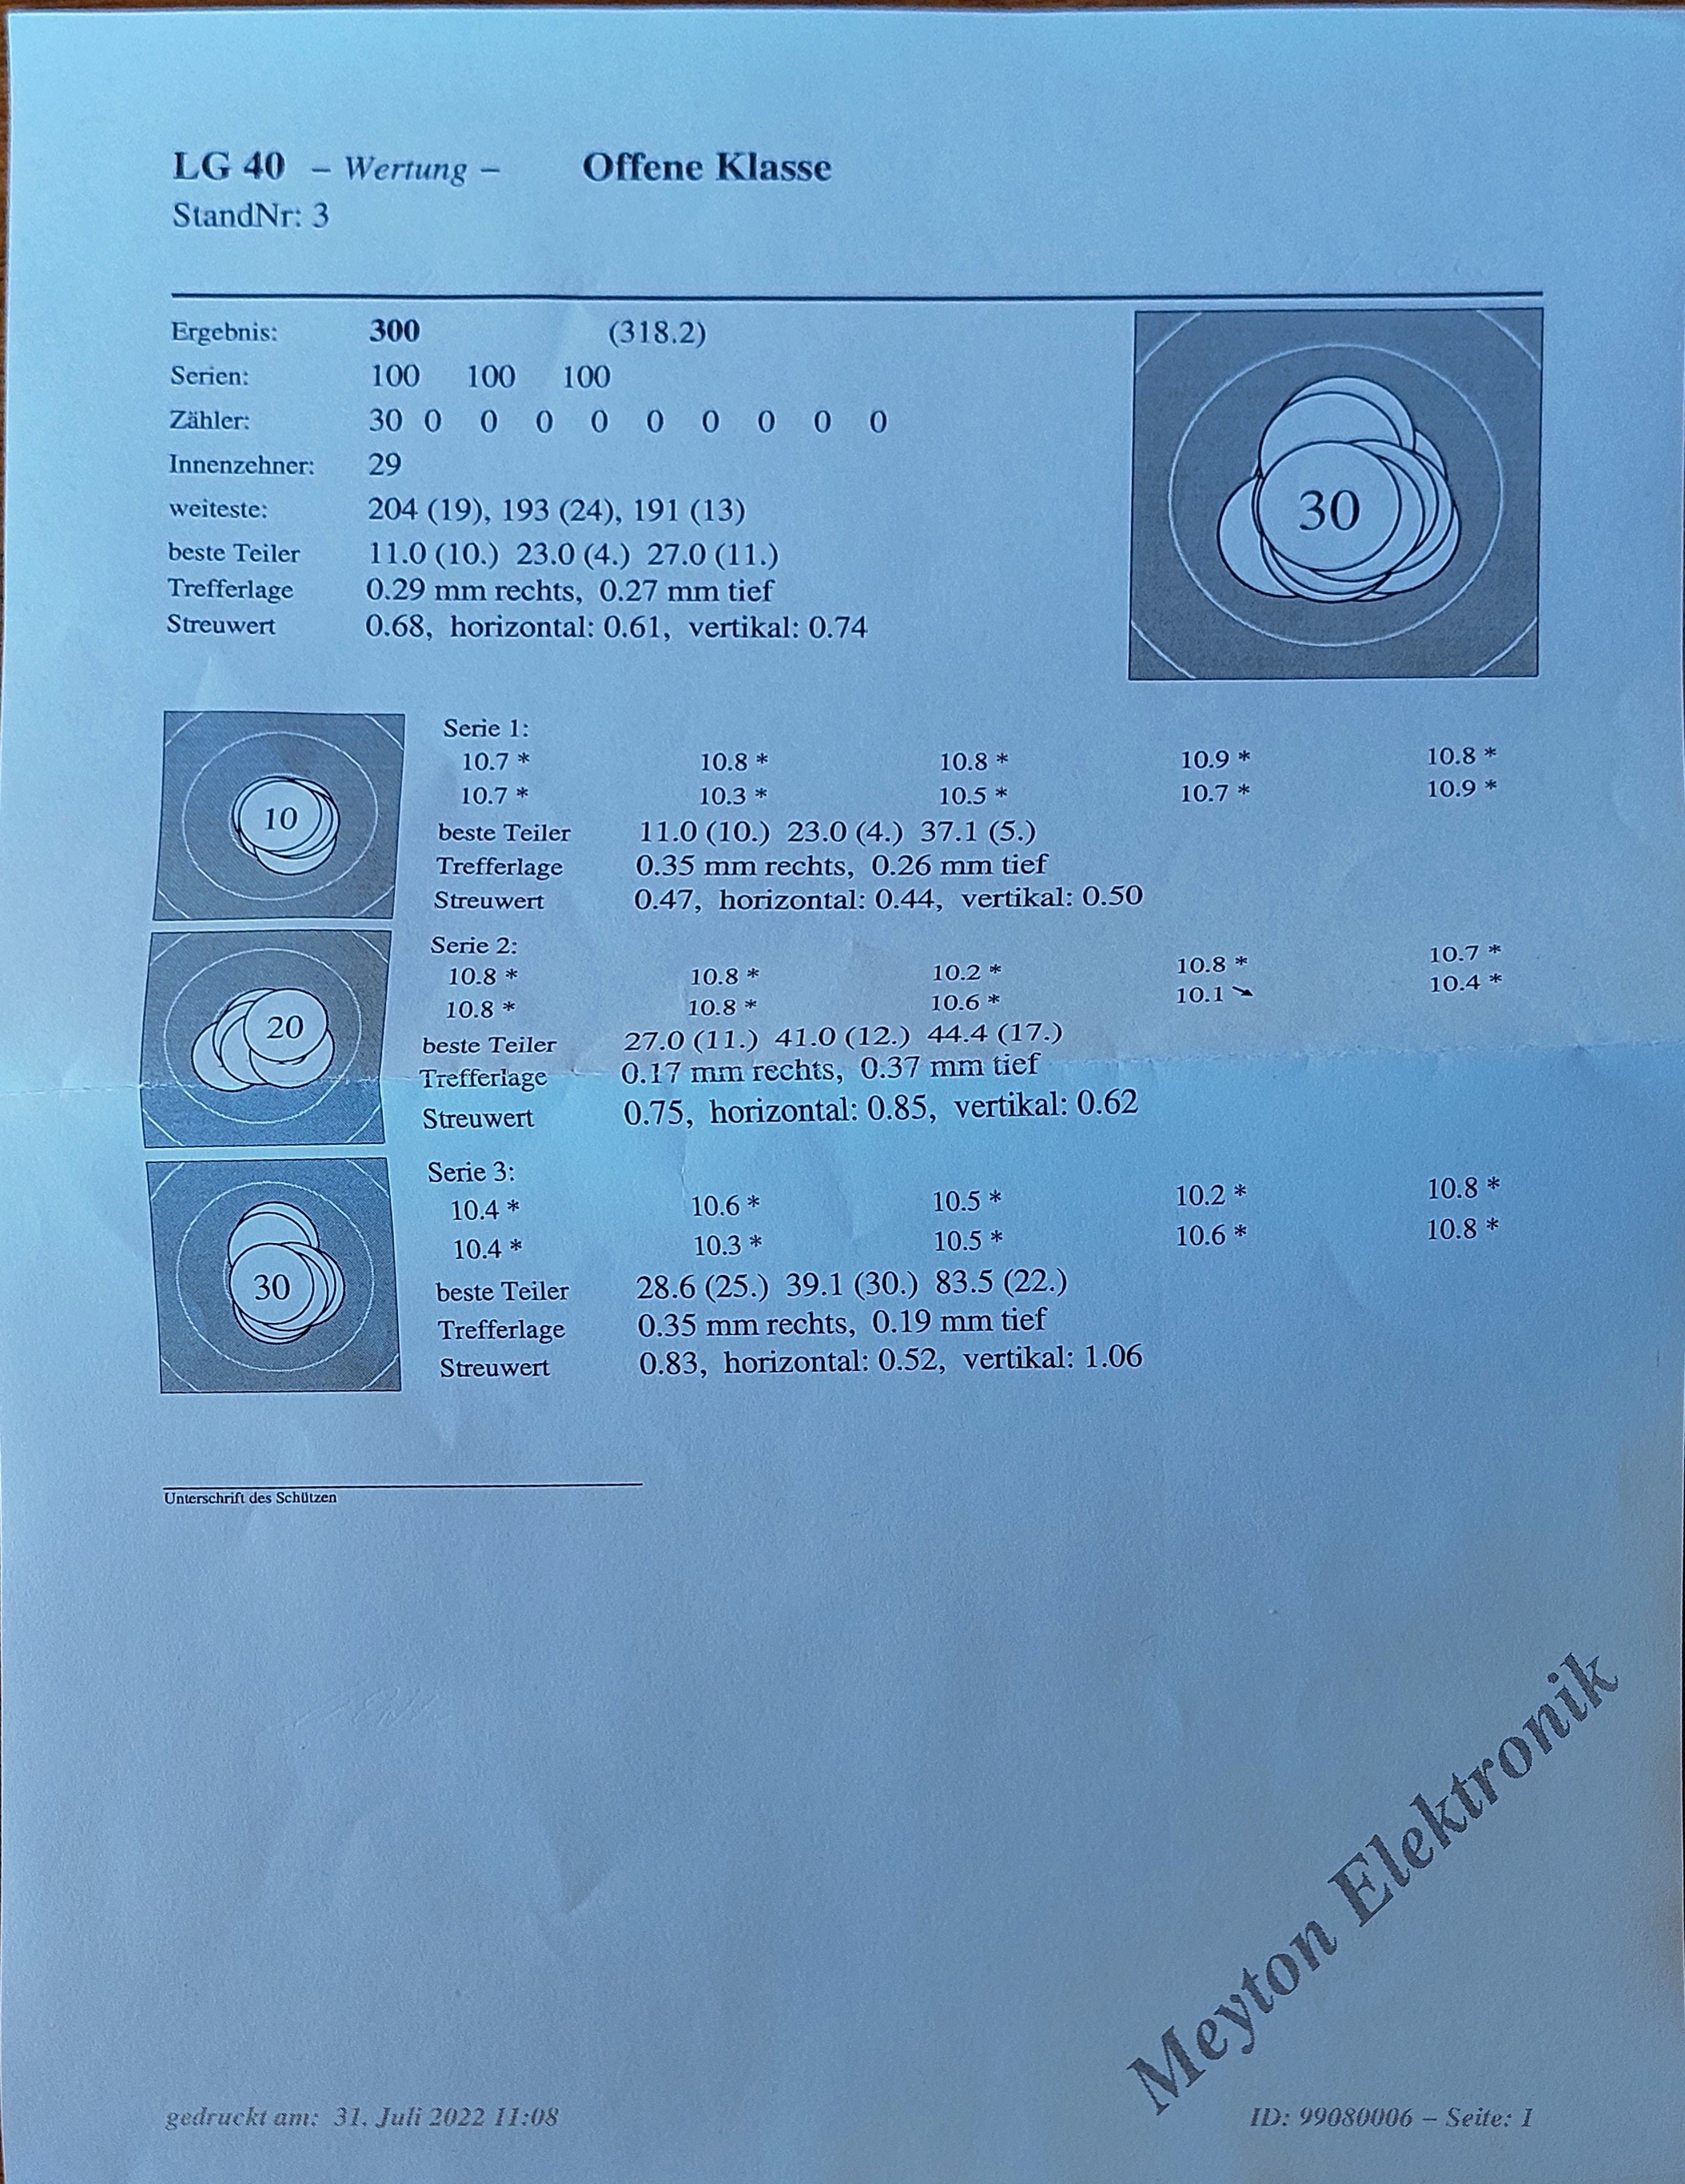 LG 40 – Wertung – Offene Klasse
StandNr: 3
Ergebnis: 300 (318.2)
Serien: 100 100 100
Zähler: 30 0 0 0 0 0 0 0 0 0
Innenzehner: 29
weiteste: 204 (19), 193 (24), 191 (13)
beste Teiler 11.0 (10.) 23.0 (4.) 27.0 (11.)
Trefferlage 0.29 mm rechts, 0.27 mm tief
Streuwert 0.68, horizontal: 0.61, vertikal: 0.74
30
Serie 1:
10.7 * 10.8 * 10.8 * 10.9 * 10.8 *
10.7 * 10.3 * 10.5 * 10.7 * 10.9 *
10
beste Teiler 11.0 (10.) 23.0 (4.) 37.1 (5.)
Trefferlage 0.35 mm rechts, 0.26 mm tief
Streuwert 0.47, horizontal: 0.44, vertikal: 0.50
Serie 2:
10.8 * 10.8 * 10.2 * 10.8 * 10.7 *
10.8 * 10.8 * 10.6 * 10.1 ➘ 10.4 *
20
beste Teiler 27.0 (11.) 41.0 (12.) 44.4 (17.)
Trefferlage 0.17 mm rechts, 0.37 mm tief
Streuwert 0.75, horizontal: 0.85, vertikal: 0.62
Serie 3:
10.4 * 10.6 * 10.5 * 10.2 * 10.8 *
10.4 * 10.3 * 10.5 * 10.6 * 10.8 *
30
beste Teiler 28.6 (25.) 39.1 (30.) 83.5 (22.)
Trefferlage 0.35 mm rechts, 0.19 mm tief
Streuwert 0.83, horizontal: 0.52, vertikal: 1.06
Unterschrift des Schützen
Meyton Elektronik
gedruckt am: 31. Juli 2022 11:08
ID: 99080006 – Seite: 1